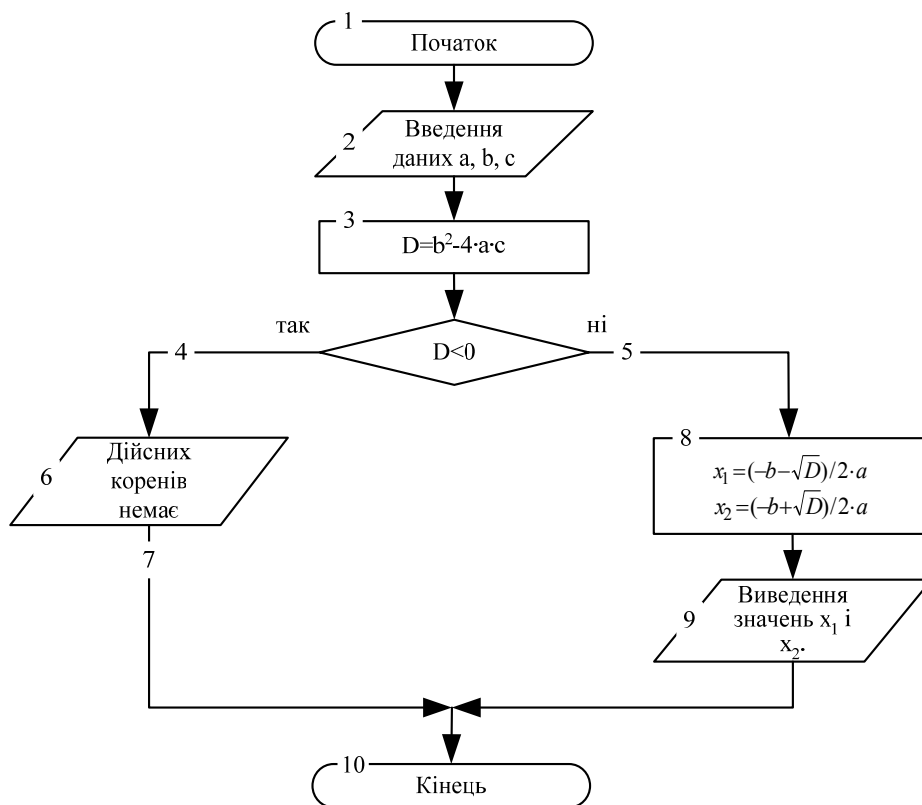 1
Початок
2
Введення
даних a, b, c
3
D=b²-4·a·c
так
ні
4
D<0
5
6
Дійсних
коренів
немає
7
8
x₁=(−b−√D)/2·a
x₂=(−b+√D)/2·a
9
Виведення
значень x₁ і
x₂.
10
Кінець